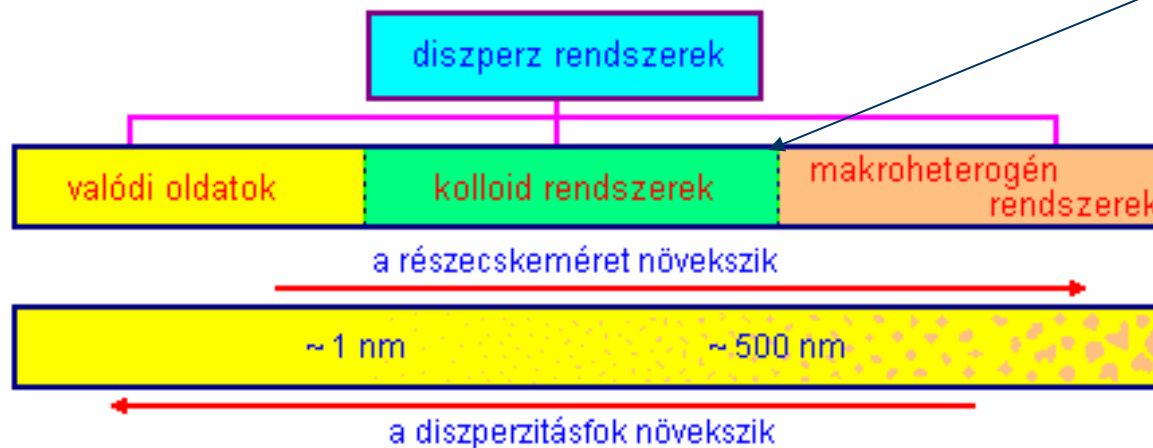 diszperz rendszerek
valódi oldatok
kolloid rendszerek
makroheterogén
rendszerek
a részecskeméret növekszik
~ 1 nm
~ 500 nm
a diszperzitásfok növekszik